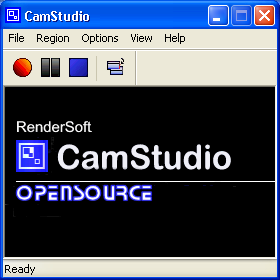 CamStudio
File Region Options View Help
RenderSoft
CamStudio
OPENSOURCE
Ready